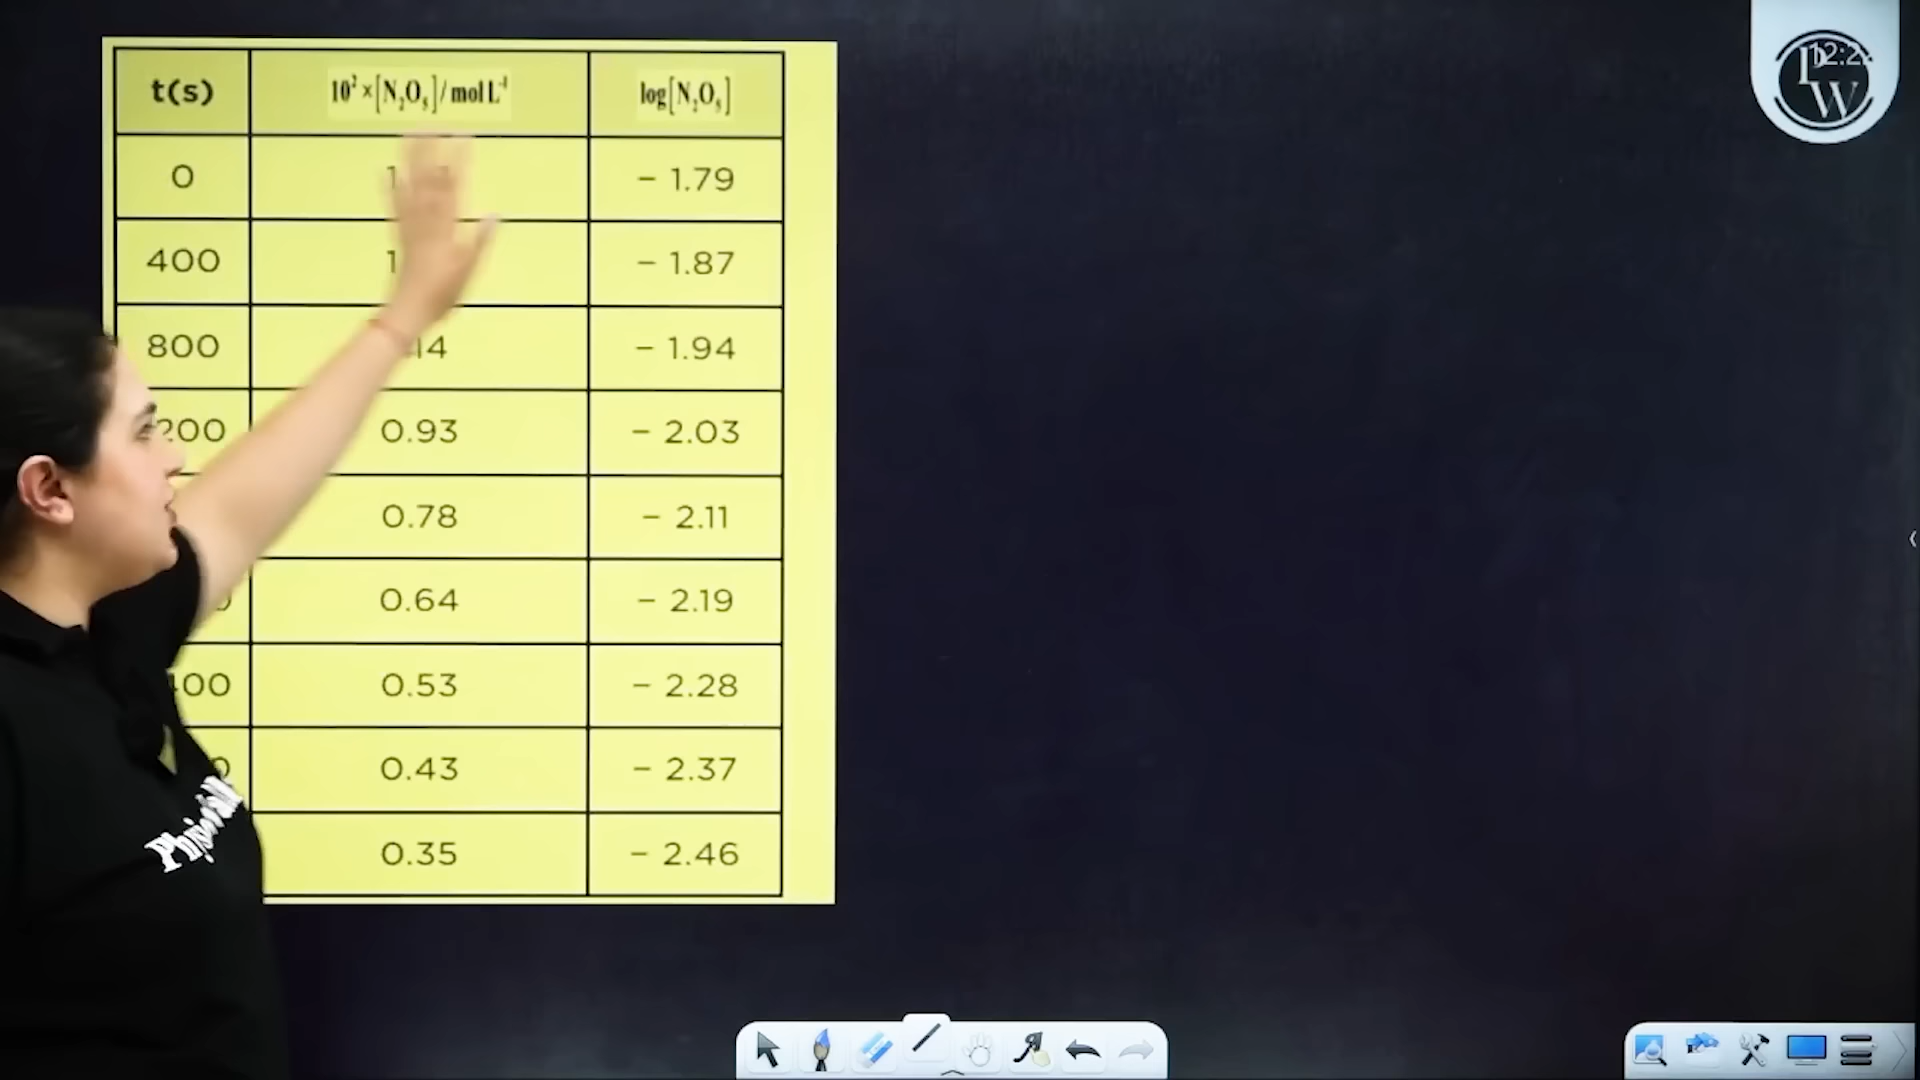 t(s) 10²×[N₂O₅]/mol L⁻¹ log[N₂O₅]
0 − 1.79
400 − 1.87
800 − 1.94
0.93 − 2.03
0.78 − 2.11
0.64 − 2.19
0.53 − 2.28
0.43 − 2.37
0.35 − 2.46
PW